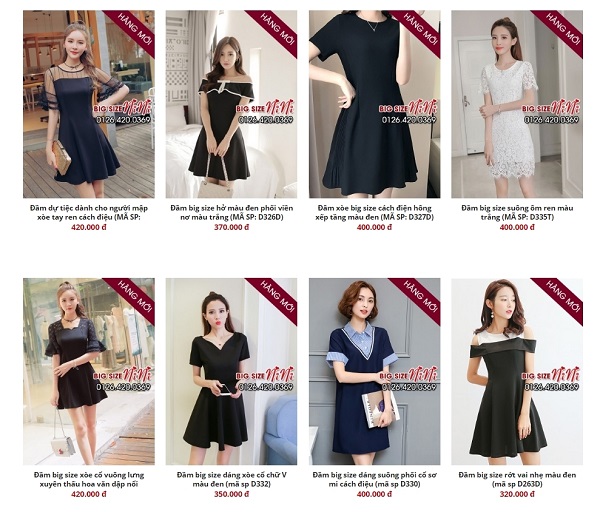 HÀNG MỚI
BIG SIZE NiNi
0126.420.0369
HÀNG MỚI
BIG SIZE NiNi
0126.420.0369
HÀNG MỚI
BIG SIZE NiNi
0126.420.0369
HÀNG MỚI
BIG SIZE NiNi
0126.420.0369
Đầm dự tiệc dành cho người mập
xòe tay ren cách điệu (MÃ SP:
420.000 đ
Đầm big size hở màu đen phối viền
nơ màu trắng (MÃ SP: D326D)
370.000 đ
Đầm xòe big size cách điện hông
xếp tầng màu đen (MÃ SP: D327D)
400.000 đ
Đầm big size suông ôm ren màu
trắng (MÃ SP: D335T)
400.000 đ
HÀNG MỚI
BIG SIZE NiNi
0126.420.0369
HÀNG MỚI
BIG SIZE NiNi
0126.420.0369
HÀNG MỚI
BIG SIZE NiNi
0126.420.0369
HÀNG MỚI
BIG SIZE NiNi
0126.420.0369
Đầm big size xòe cổ vuông lưng
xuyên thấu hoa văn dập nổi
420.000 đ
Đầm big size dáng xòe cổ chữ V
màu đen (mã sp D332)
350.000 đ
Đầm big size dáng suông phối cổ sơ
mi cách điệu (mã sp D330)
400.000 đ
Đầm big size rớt vai nhẹ màu đen
(mã sp D263D)
320.000 đ